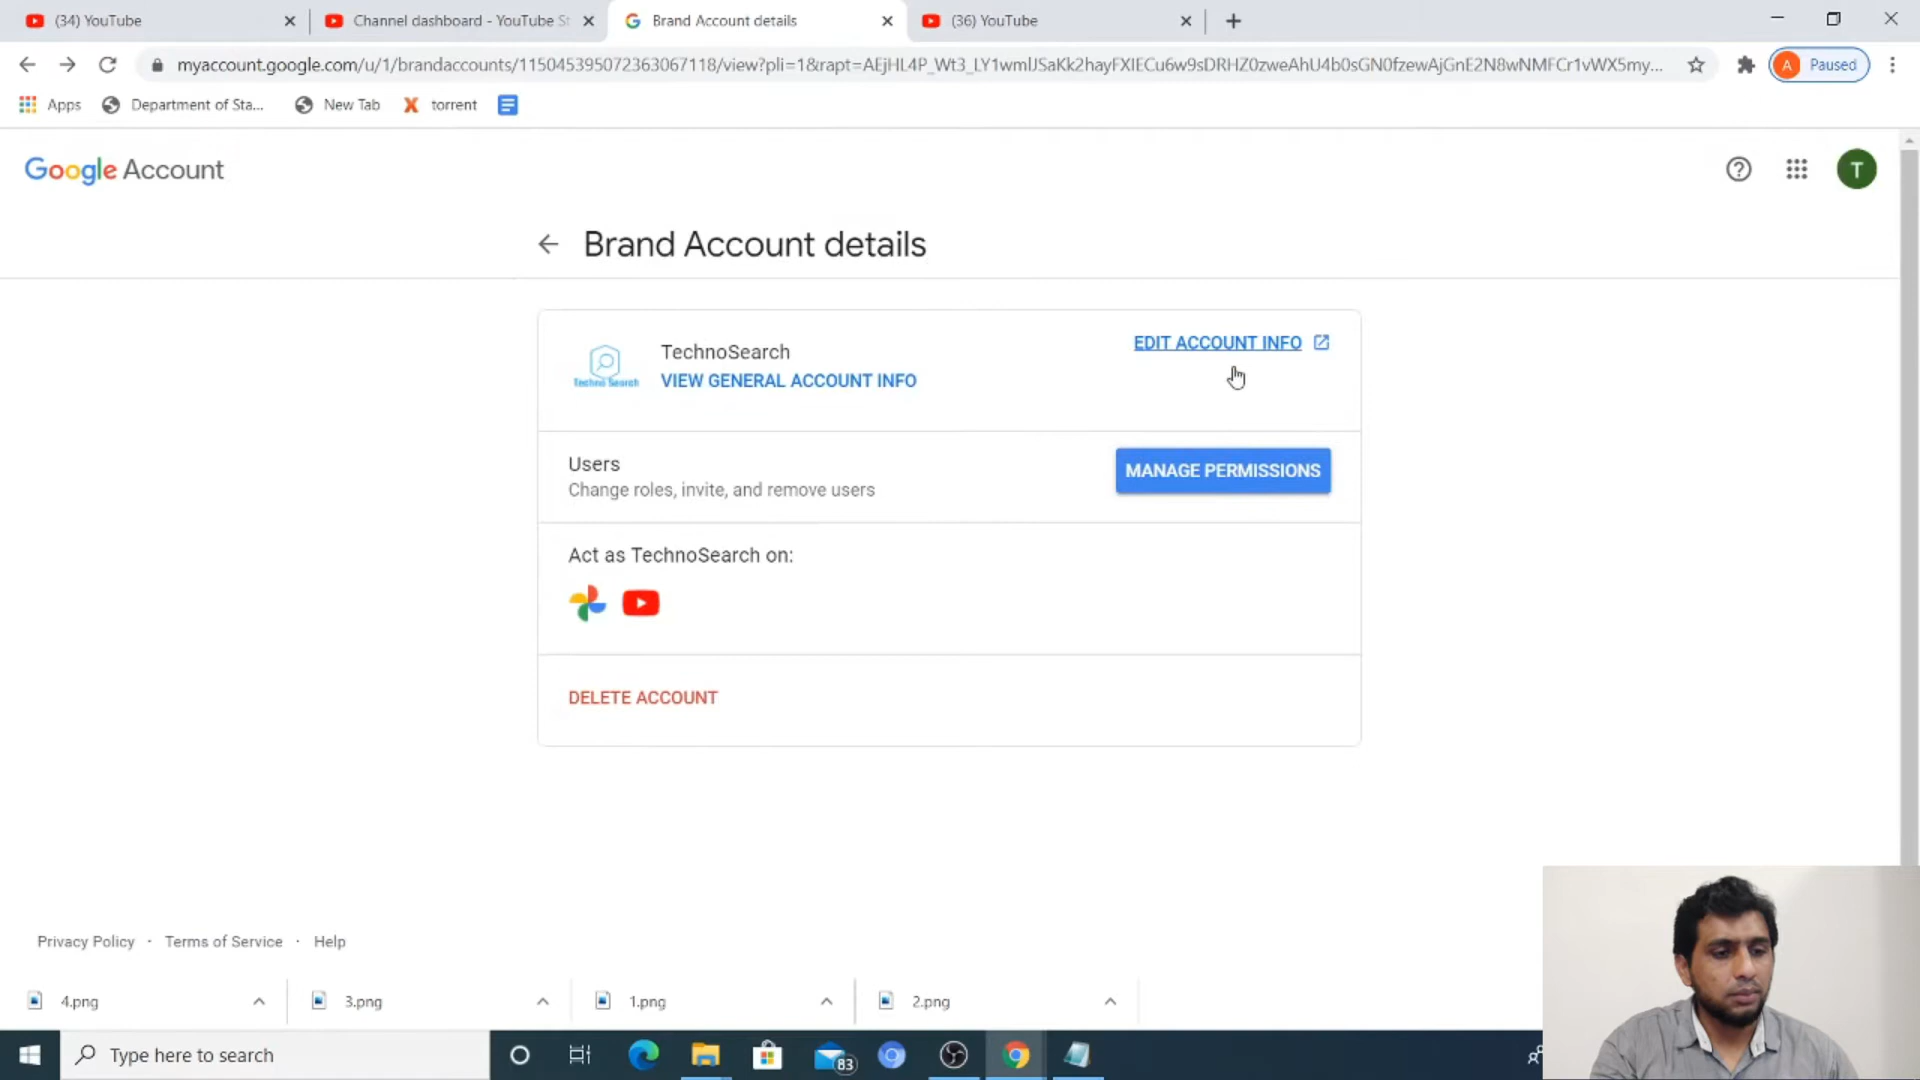 (34) YouTube
Channel dashboard - YouTube St
Brand Account details
(36) YouTube
myaccount.google.com/u/1/brandaccounts/115045395072363067118/view?pli=1&rapt=AEjHL4P_Wt3_LY1wmlJSaKk2hayFXIECu6w9sDRHZ0zweAhU4b0sGN0fzewAjGnE2N8wNMFCr1vWX5my...
A Paused
Apps
Department of Sta...
New Tab
X torrent
Google Account
T
Brand Account details
TechnoSearch
EDIT ACCOUNT INFO
Techno Search
VIEW GENERAL ACCOUNT INFO
Users
Change roles, invite, and remove users
MANAGE PERMISSIONS
Act as TechnoSearch on:
DELETE ACCOUNT
Privacy Policy · Terms of Service · Help
4.png
3.png
1.png
2.png
Type here to search
83